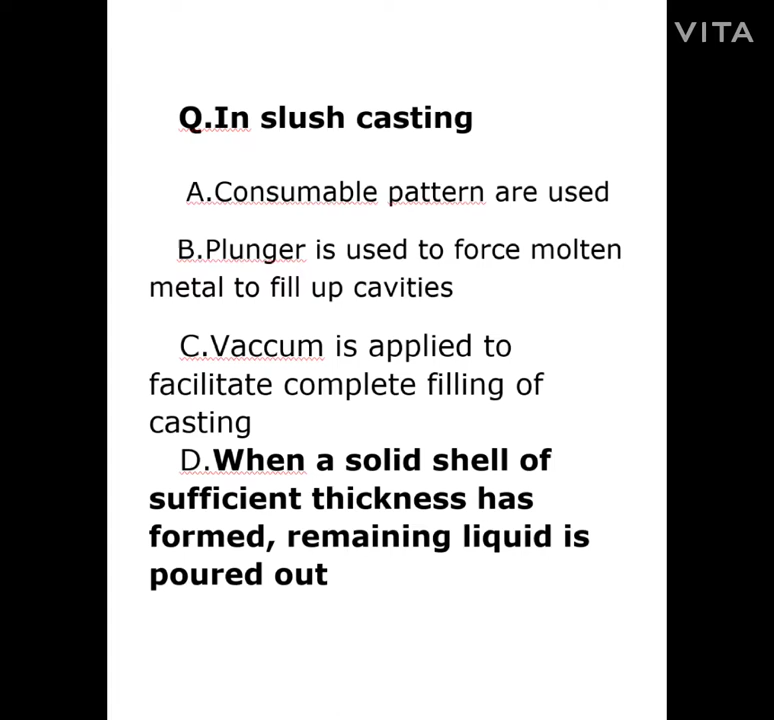 VITA
Q.In slush casting
A.Consumable pattern are used
B.Plunger is used to force molten
metal to fill up cavities
C.Vaccum is applied to
facilitate complete filling of
casting
D.When a solid shell of
sufficient thickness has
formed, remaining liquid is
poured out